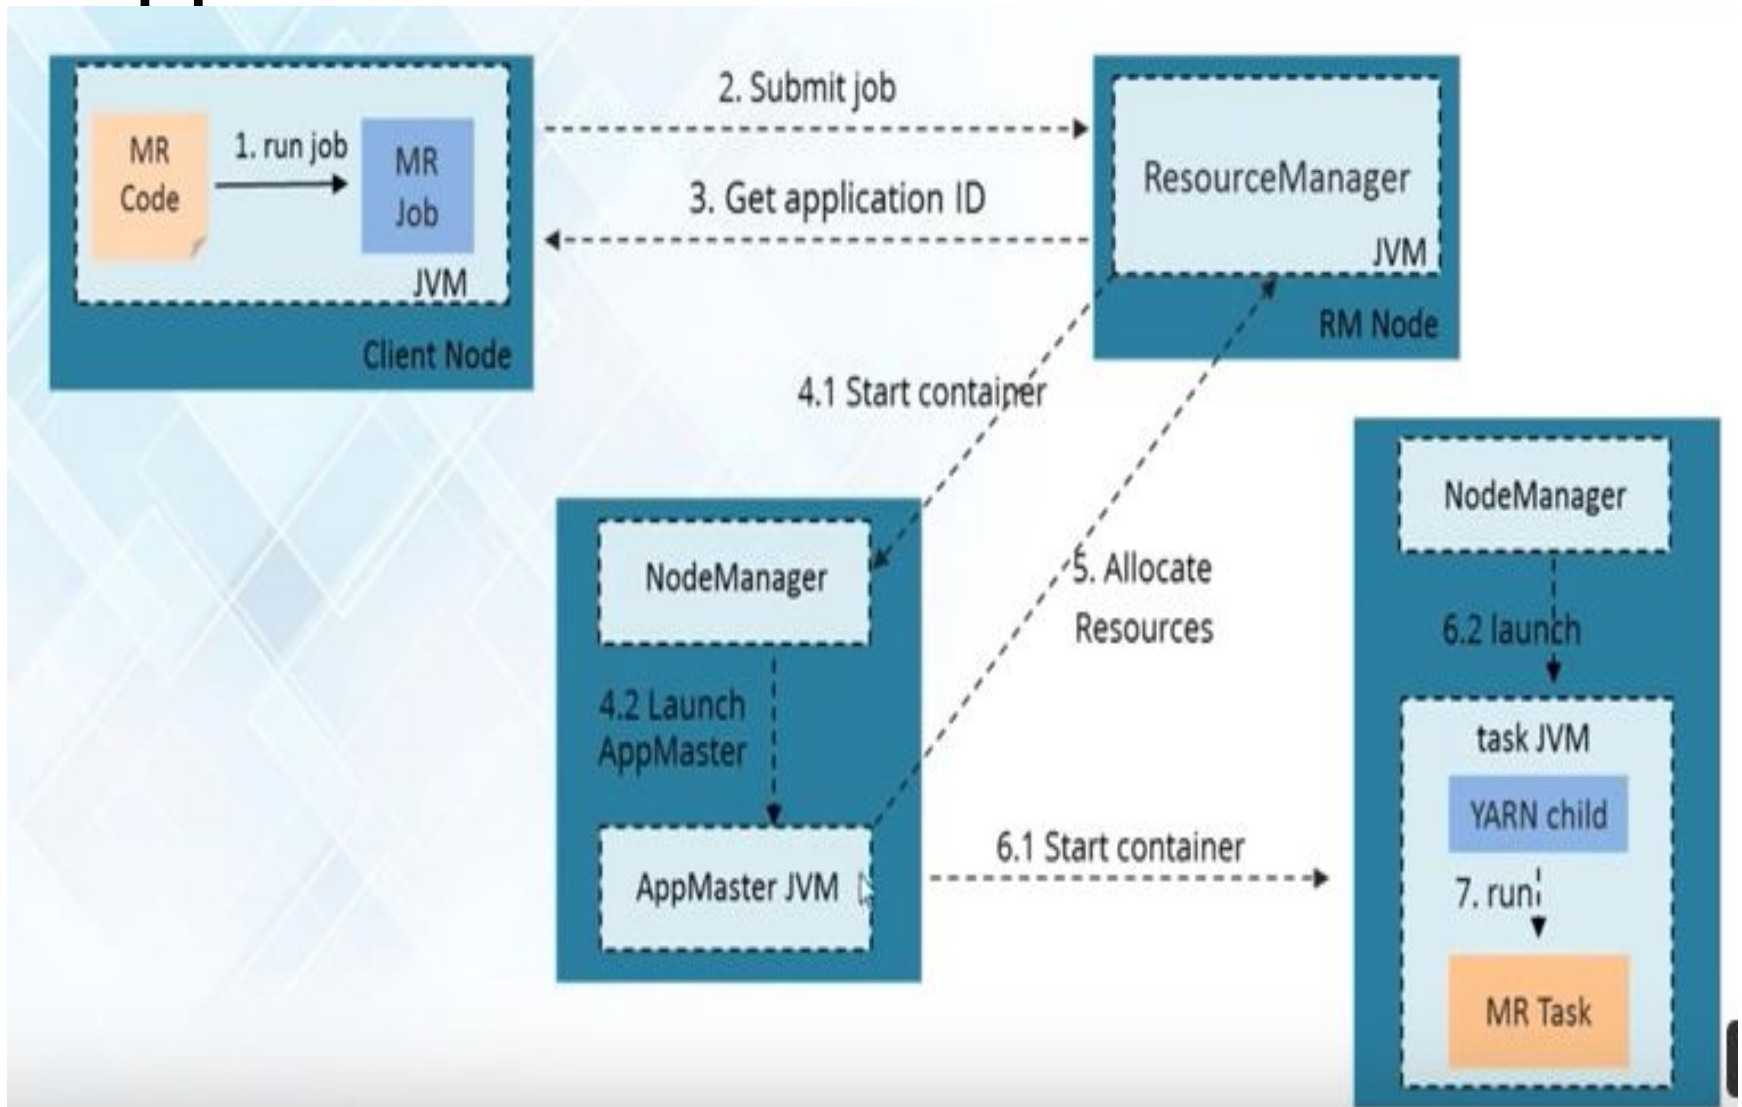 MR
Code
1. run job
MR
Job
JVM
Client Node
2. Submit job
3. Get application ID
ResourceManager
JVM
RM Node
4.1 Start container
NodeManager
4.2 Launch
AppMaster
AppMaster JVM
5. Allocate
Resources
6.1 Start container
NodeManager
6.2 launch
task JVM
YARN child
7. run
MR Task